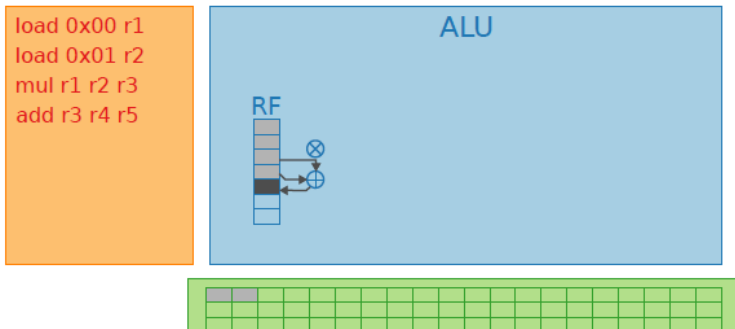 load 0x00 r1
load 0x01 r2
mul r1 r2 r3
add r3 r4 r5
ALU
RF